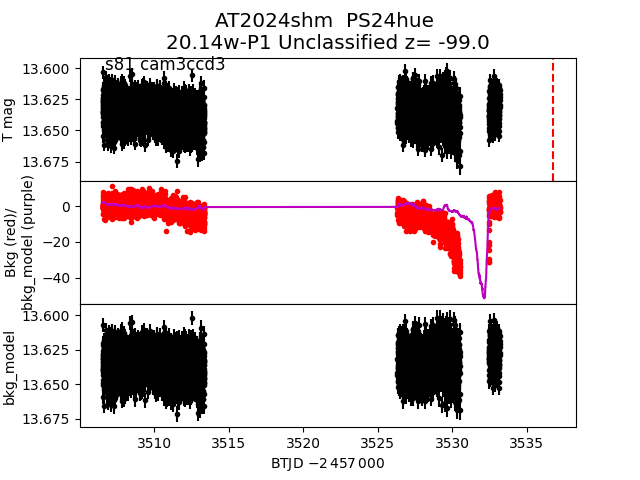 AT2024shm PS24hue
20.14w-P1 Unclassified z= -99.0
s81 cam3ccd3
T mag
13.600
13.625
13.650
13.675
Bkg (red)/
bkg_model (purple)
0
−20
−40
bkg_model
13.600
13.625
13.650
13.675
3510
3515
3520
3525
3530
3535
BTJD −2 457 000